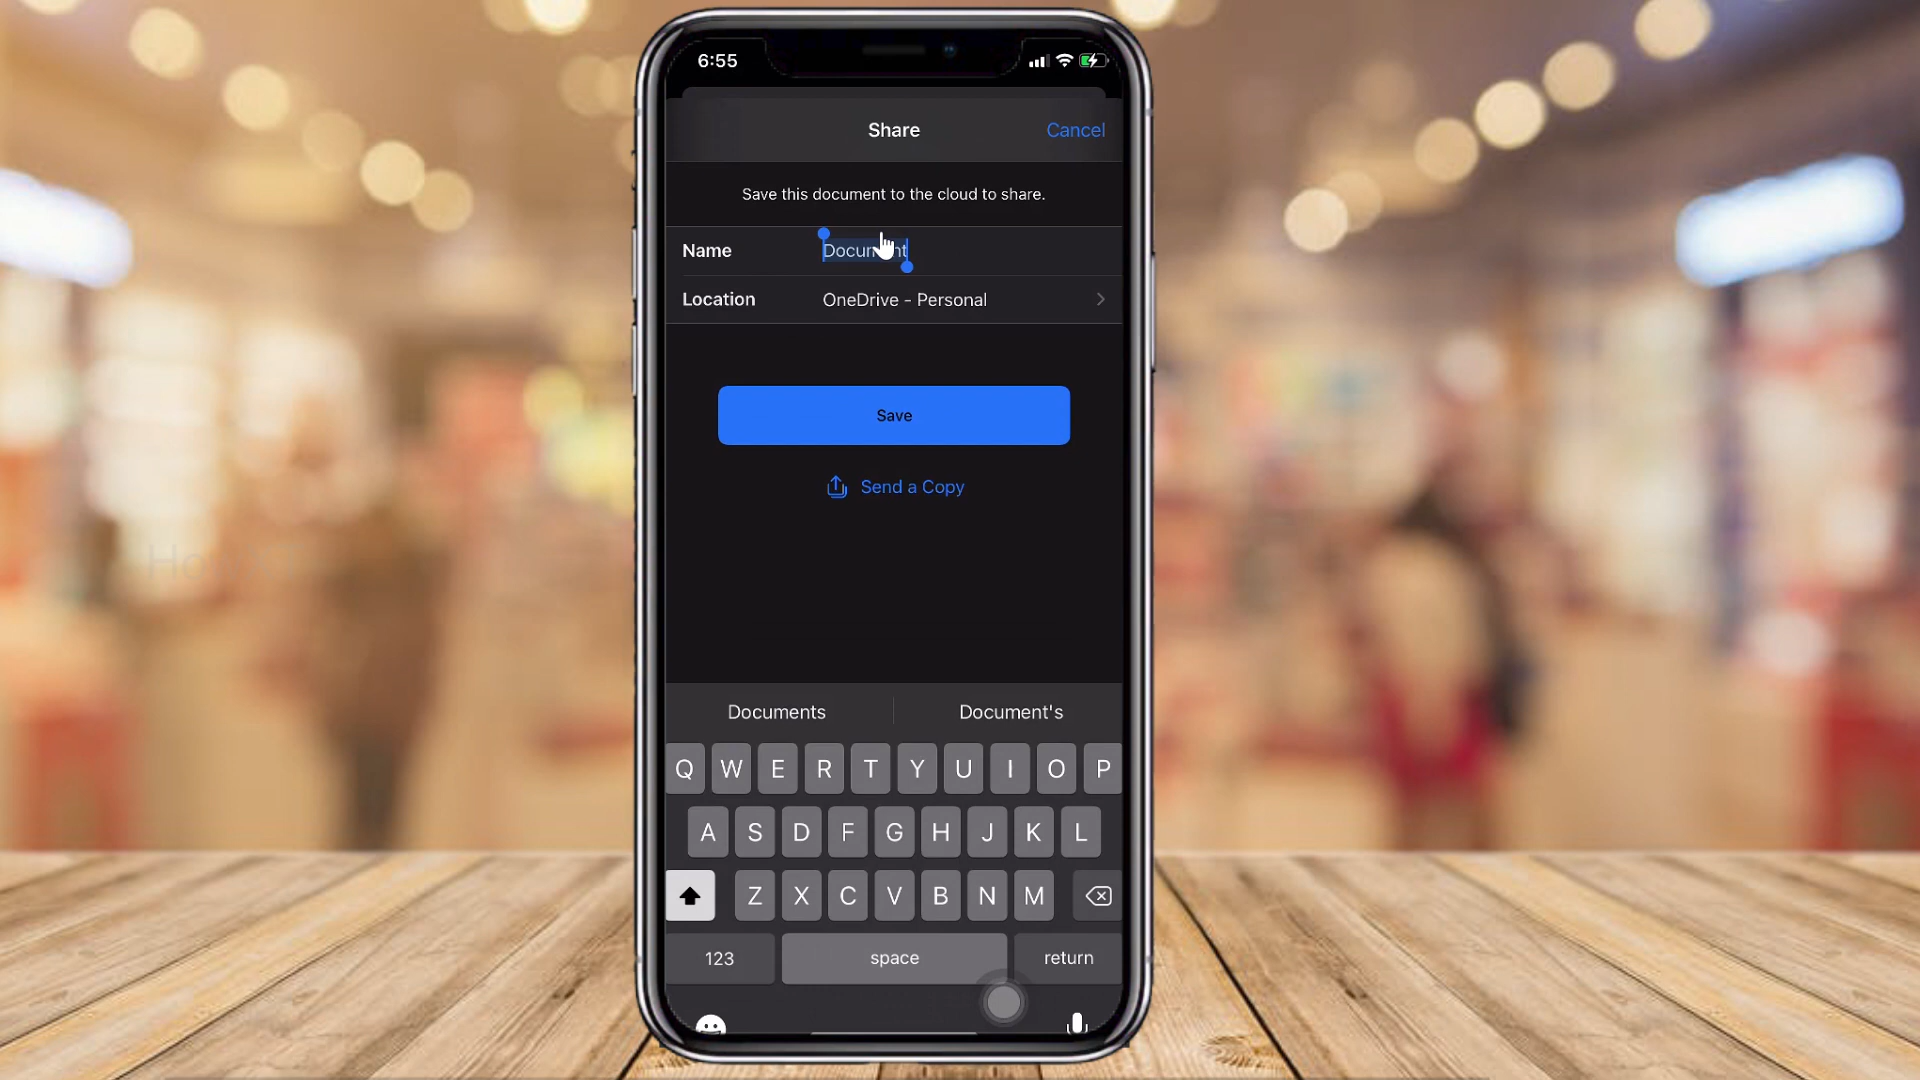 6:55
Share
Cancel
Save this document to the cloud to share.
Name
Document
Location
OneDrive - Personal
Save
Send a Copy
Documents
Document's
Q W E R T Y U I O P
A S D F G H J K L
Z X C V B N M
123
space
return